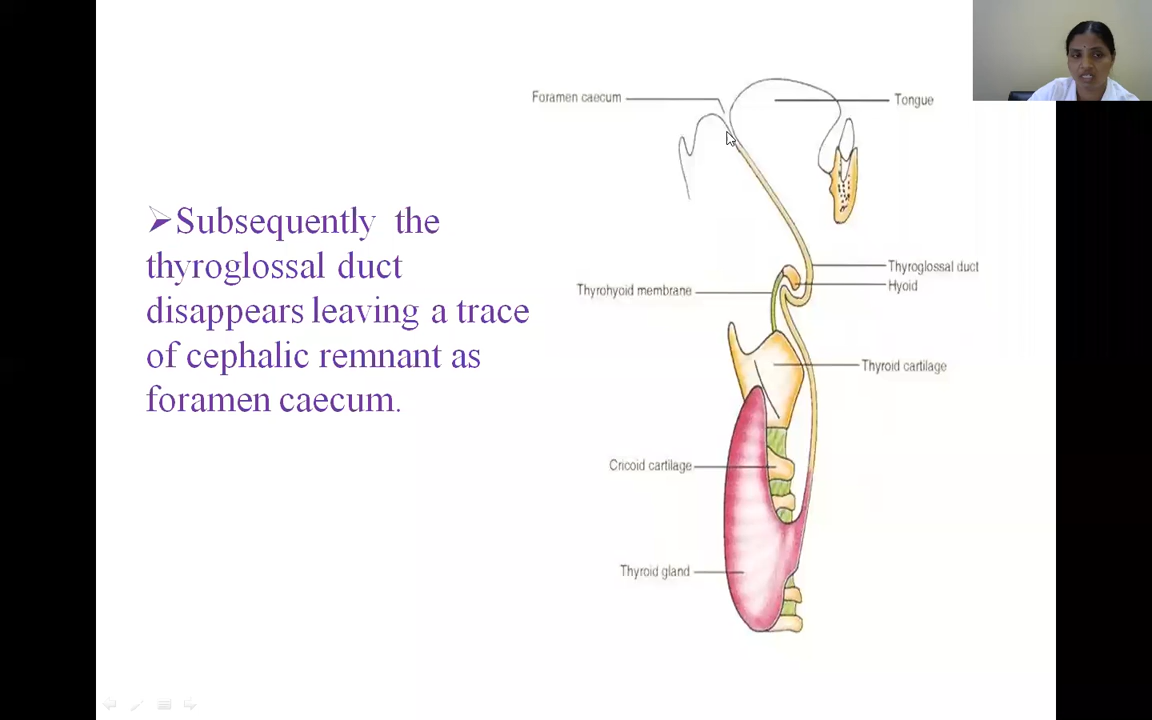 Foramen caecum
Tongue
➢Subsequently the
thyroglossal duct
disappears leaving a trace
of cephalic remnant as
foramen caecum.
Thyroglossal duct
Hyoid
Thyrohyoid membrane
Thyroid cartilage
Cricoid cartilage
Thyroid gland